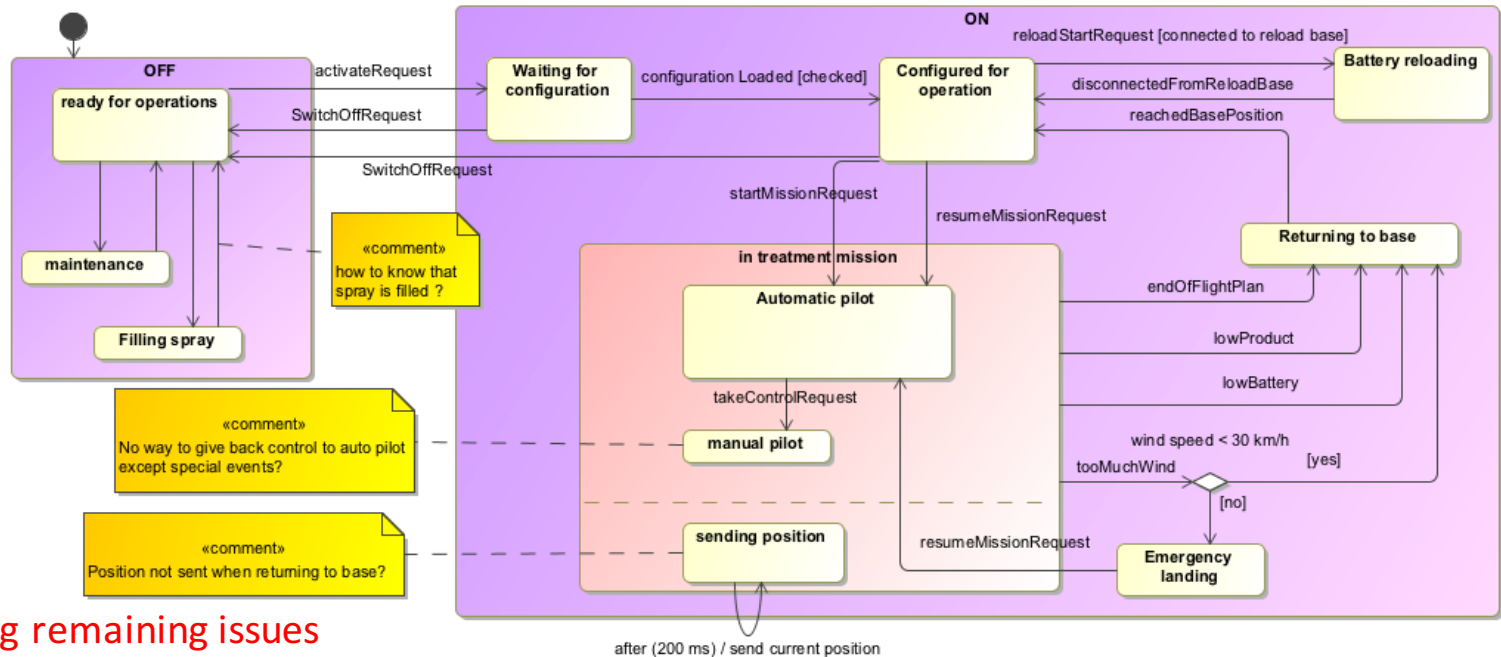 ON
reloadStartRequest [connected to reload base]
OFF
ready for operations
activateRequest
Waiting for
configuration
configuration Loaded [checked]
Configured for
operation
Battery reloading
disconnectedFromReloadBase
SwitchOffRequest
reachedBasePosition
SwitchOffRequest
startMissionRequest
resumeMissionRequest
maintenance
«comment»
how to know that
spray is filled ?
Filling spray
in treatment mission
Automatic pilot
Returning to base
endOfFlightPlan
lowProduct
lowBattery
takeControlRequest
«comment»
No way to give back control to auto pilot
except special events?
manual pilot
wind speed < 30 km/h
tooMuchWind
[yes]
[no]
«comment»
Position not sent when returning to base?
sending position
resumeMissionRequest
Emergency
landing
g remaining issues
after (200 ms) / send current position